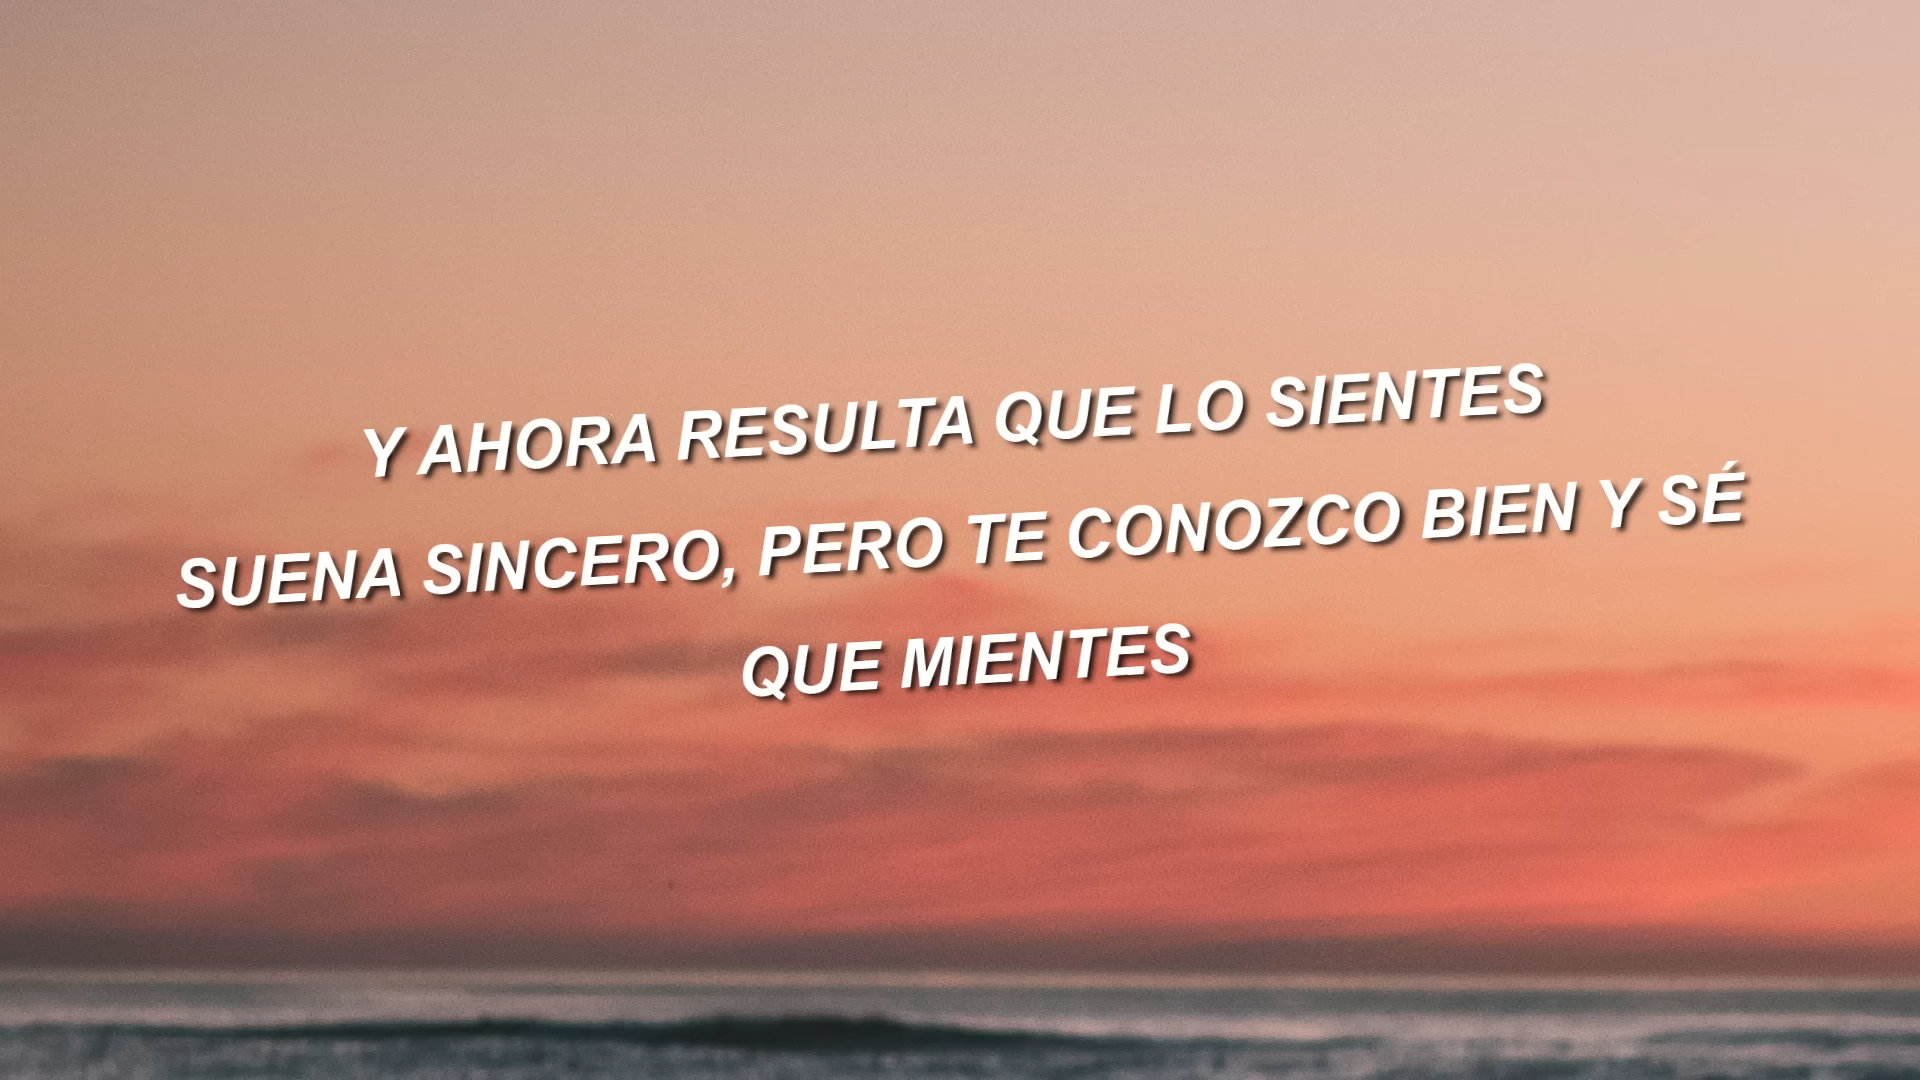 Y AHORA RESULTA QUE LO SIENTES
SUENA SINCERO, PERO TE CONOZCO BIEN Y SÉ
QUE MIENTES